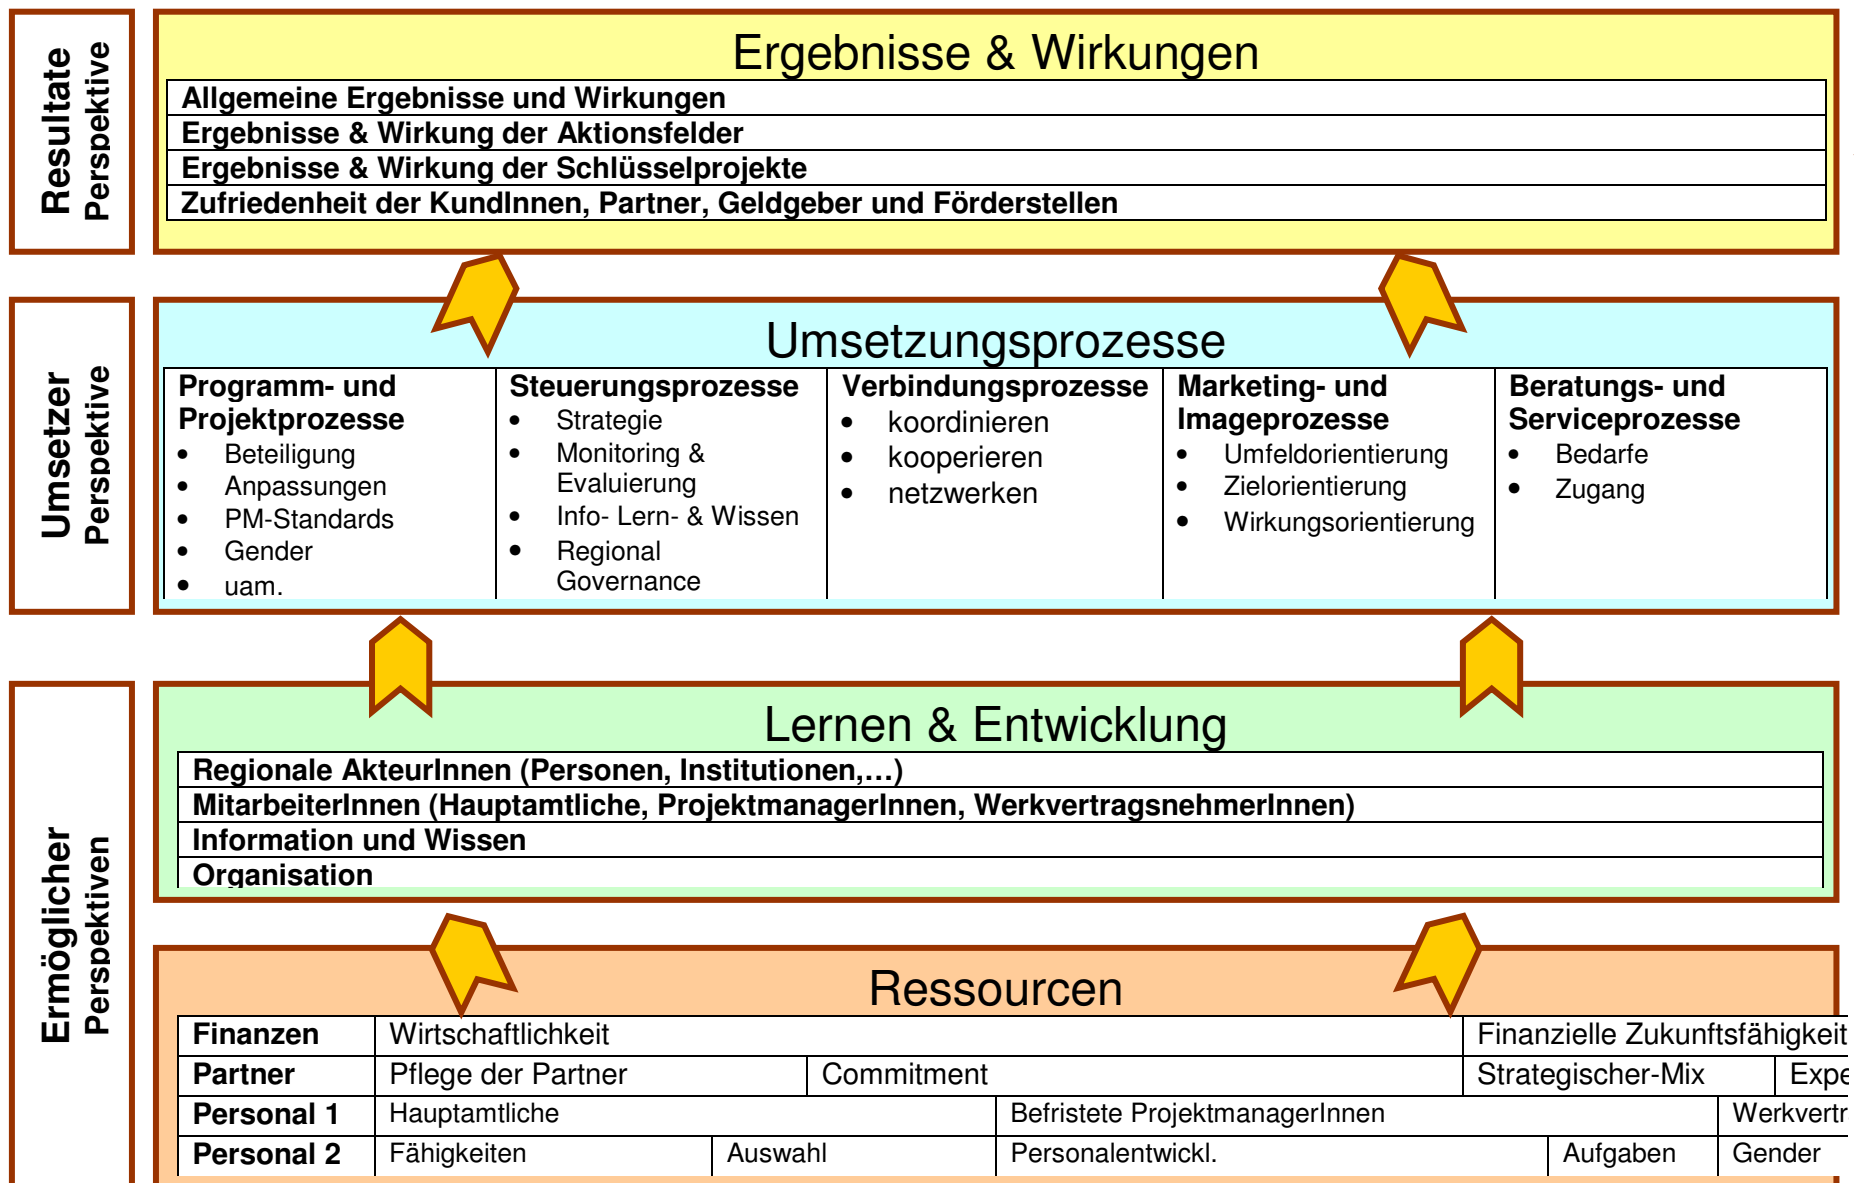 Resultate
Perspektive
Ergebnisse & Wirkungen
Allgemeine Ergebnisse und Wirkungen
Ergebnisse & Wirkung der Aktionsfelder
Ergebnisse & Wirkung der Schlüsselprojekte
Zufriedenheit der KundInnen, Partner, Geldgeber und Förderstellen
Umsetzer
Perspektive
Umsetzungsprozesse
Programm- und
Projektprozesse
• Beteiligung
• Anpassungen
• PM-Standards
• Gender
• uam.
Steuerungsprozesse
• Strategie
• Monitoring &
Evaluierung
• Info- Lern- & Wissen
• Regional
Governance
Verbindungsprozesse
• koordinieren
• kooperieren
• netzwerken
Marketing- und
Imageprozesse
• Umfeldorientierung
• Zielorientierung
• Wirkungsorientierung
Beratungs- und
Serviceprozesse
• Bedarfe
• Zugang
Ermöglicher
Perspektiven
Lernen & Entwicklung
Regionale AkteurInnen (Personen, Institutionen,…)
MitarbeiterInnen (Hauptamtliche, ProjektmanagerInnen, WerkvertragsnehmerInnen)
Information und Wissen
Organisation
Ressourcen
Finanzen Wirtschaftlichkeit Finanzielle Zukunftsfähigkeit
Partner Pflege der Partner Commitment Strategischer-Mix Expe
Personal 1 Hauptamtliche Befristete ProjektmanagerInnen Werkvertr
Personal 2 Fähigkeiten Auswahl Personalentwickl. Aufgaben Gender